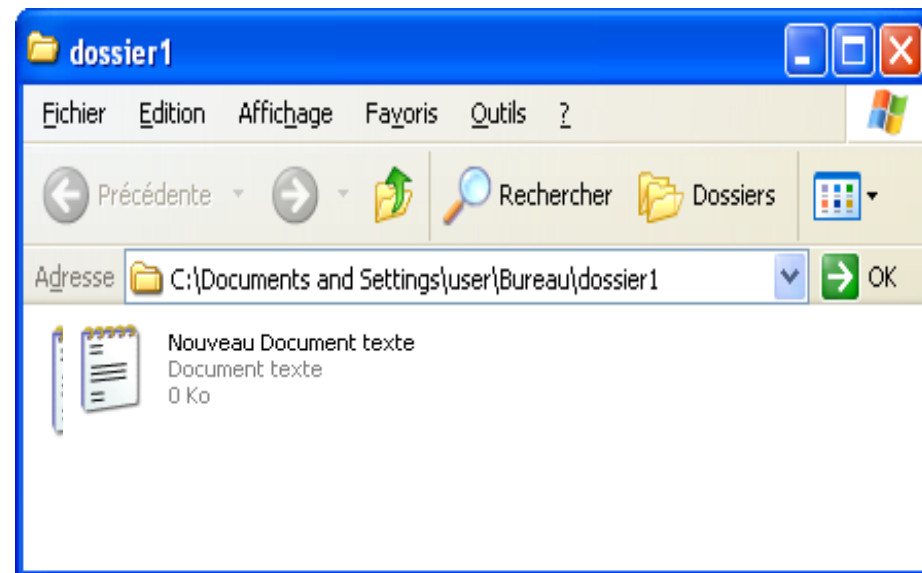 dossier1
Fichier Edition Affichage Favoris Outils ?
Précédente Rechercher Dossiers
Adresse C:\Documents and Settings\user\Bureau\dossier1 OK
Nouveau Document texte
Document texte
0 Ko